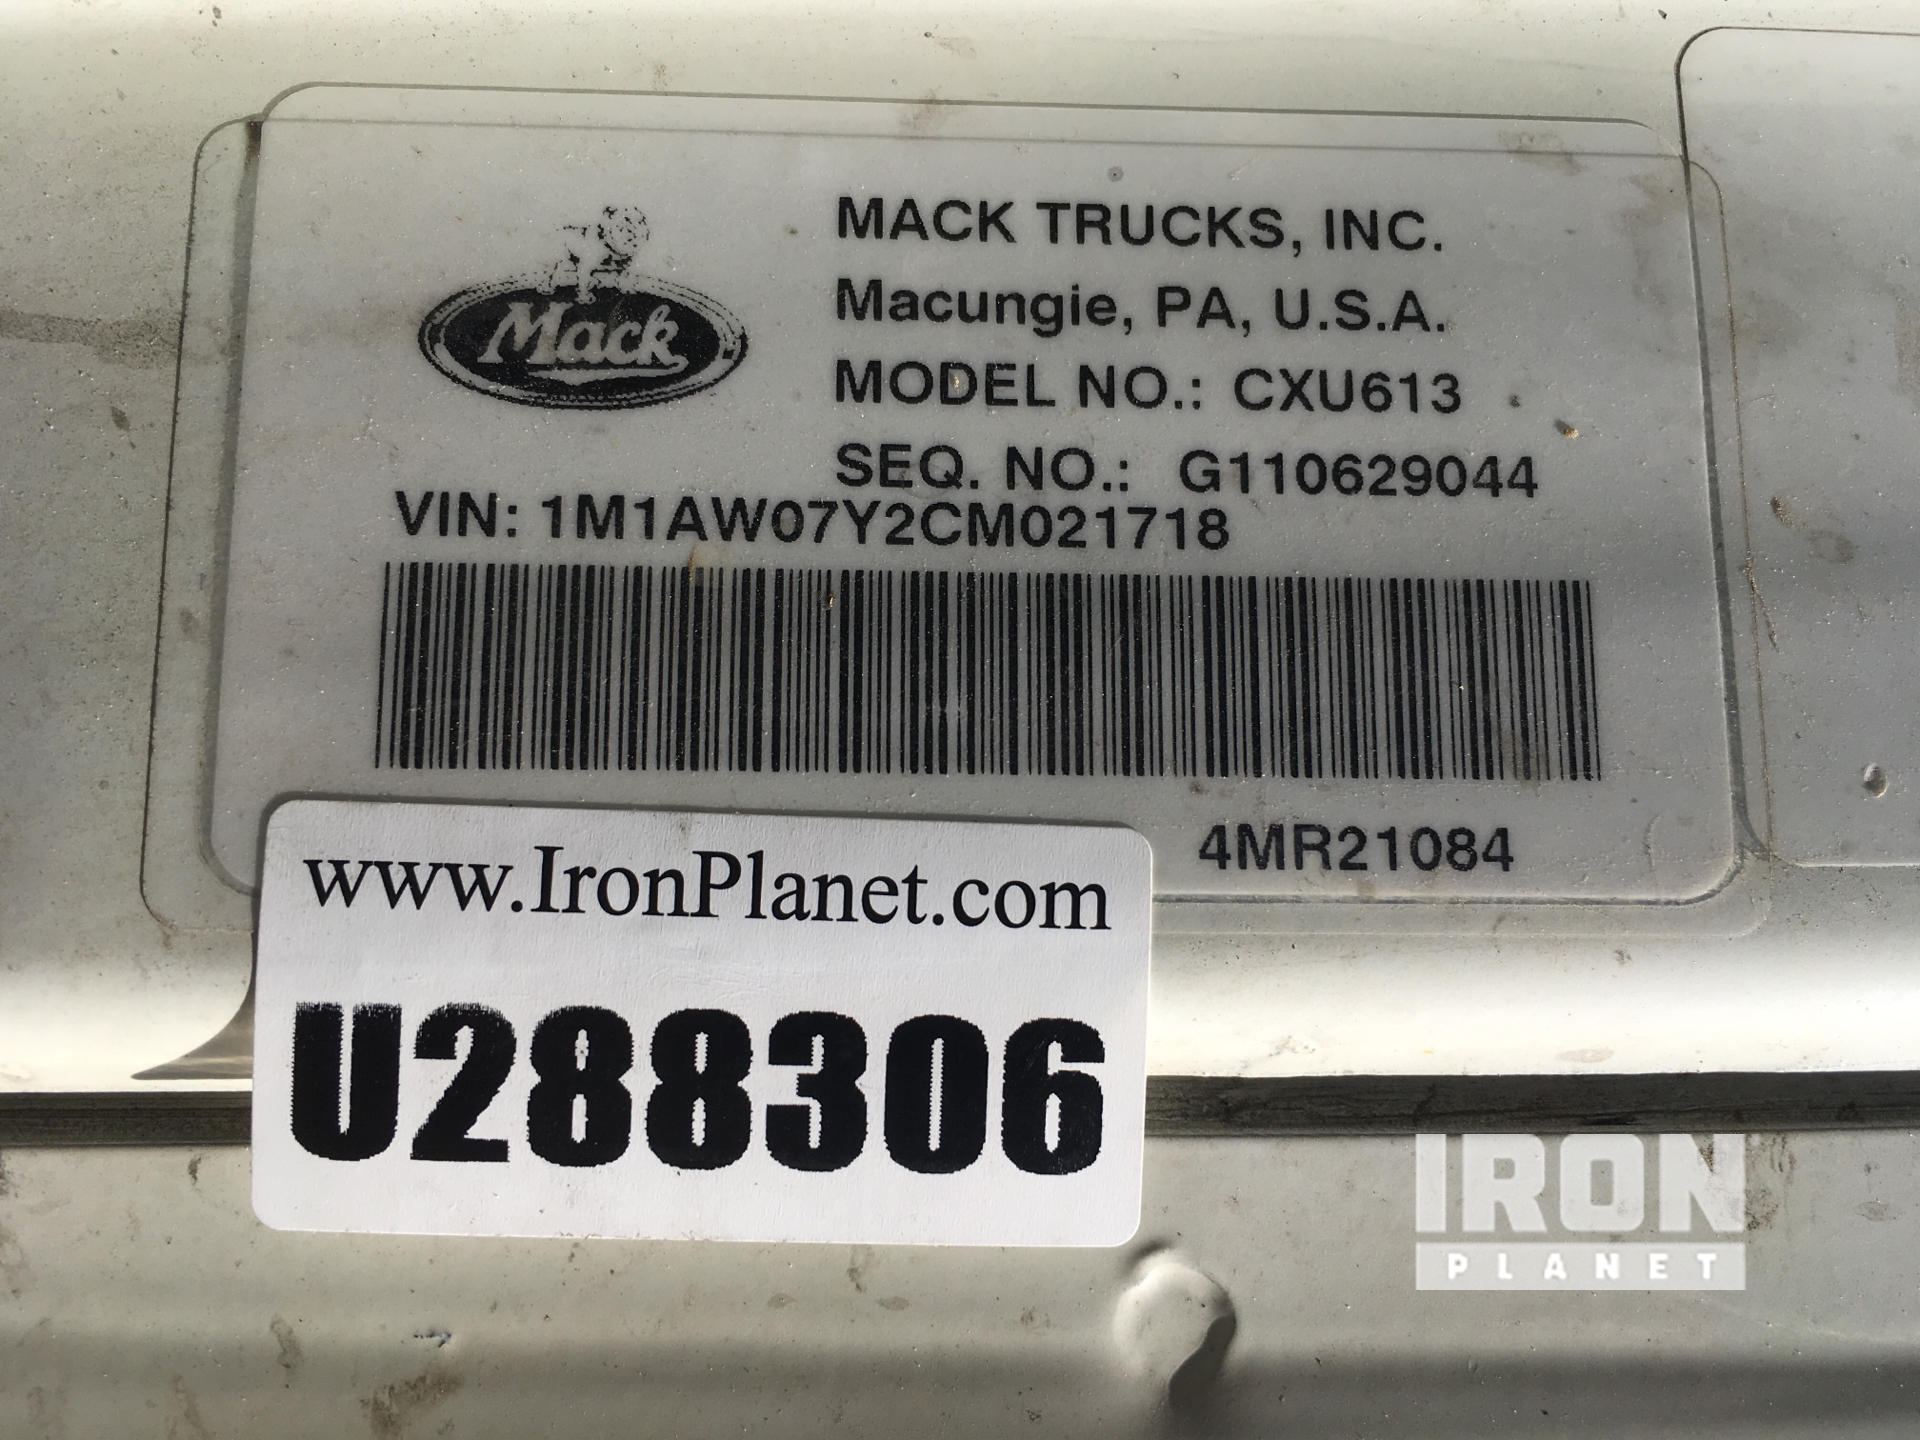 Mack
MACK TRUCKS, INC.
Macungie, PA, U.S.A.
MODEL NO.: CXU613
SEQ. NO.: G110629044
VIN: 1M1AW07Y2CM021718
4MR21084
www.IronPlanet.com
U288306
IRON
PLANET